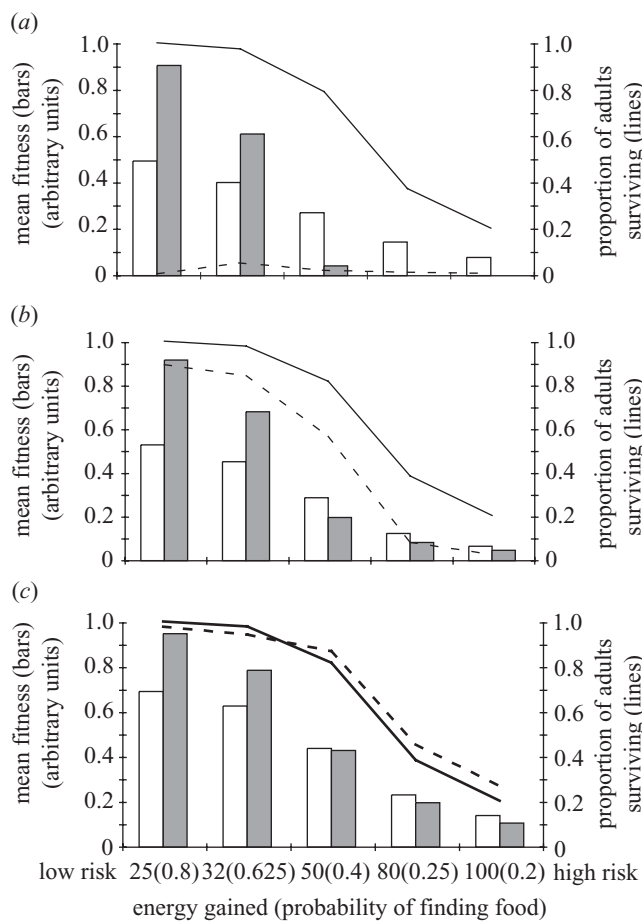 (a)
1.0 1.0
0.8 0.8
0.6 0.6
0.4 0.4
0.2 0.2
0 0
mean fitness (bars)
(arbitrary units)
proportion of adults
surviving (lines)
(b)
1.0 1.0
0.8 0.8
0.6 0.6
0.4 0.4
0.2 0.2
0 0
mean fitness (bars)
(arbitrary units)
proportion of adults
surviving (lines)
(c)
1.0 1.0
0.8 0.8
0.6 0.6
0.4 0.4
0.2 0.2
0 0
mean fitness (bars)
(arbitrary units)
proportion of adults
surviving (lines)
low risk 25(0.8) 32(0.625) 50(0.4) 80(0.25) 100(0.2) high risk
energy gained (probability of finding food)